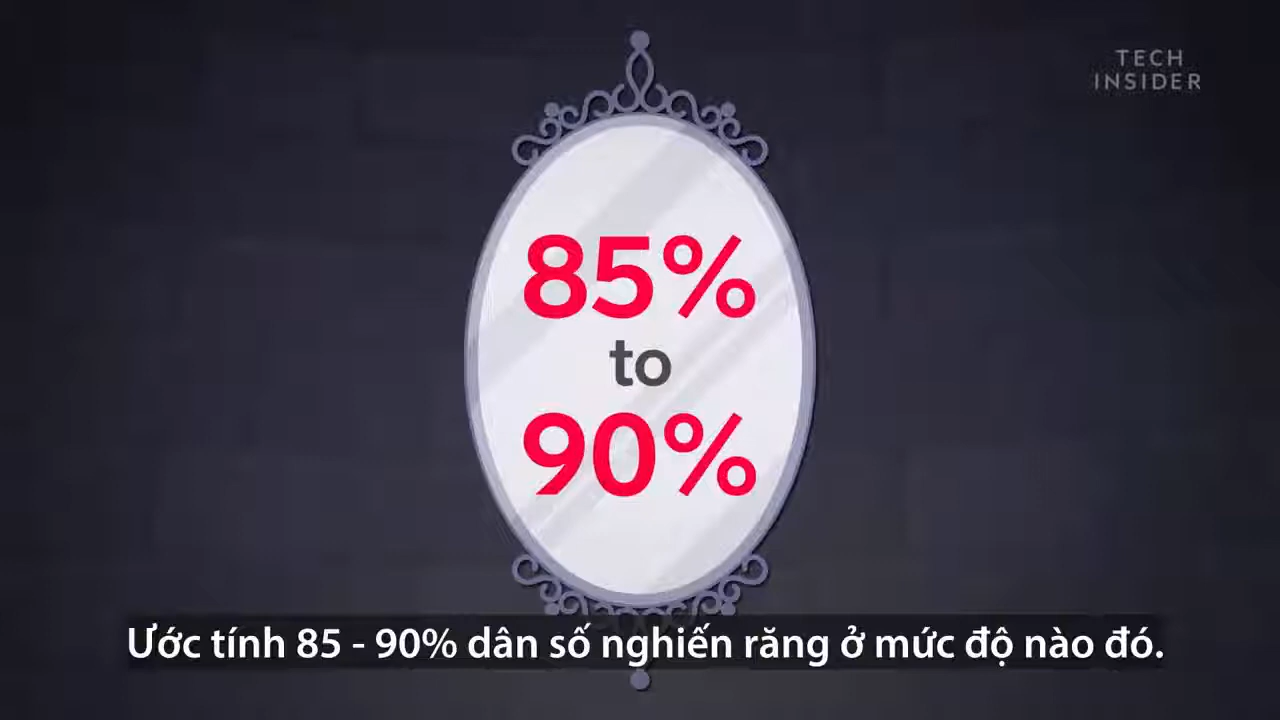 TECH
INSIDER
85%
to
90%
Ước tính 85 - 90% dân số nghiến răng ở mức độ nào đó.